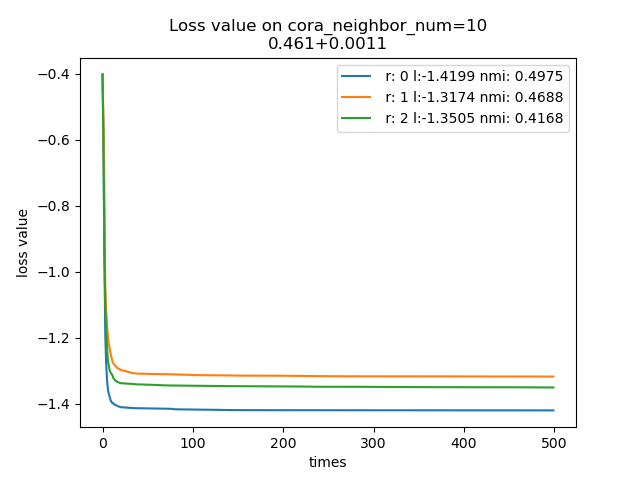 Loss value on cora_neighbor_num=10
0.461+0.0011
r: 0 l:-1.4199 nmi: 0.4975
r: 1 l:-1.3174 nmi: 0.4688
r: 2 l:-1.3505 nmi: 0.4168
−0.4
−0.6
−0.8
−1.0
−1.2
−1.4
loss value
0 100 200 300 400 500
times